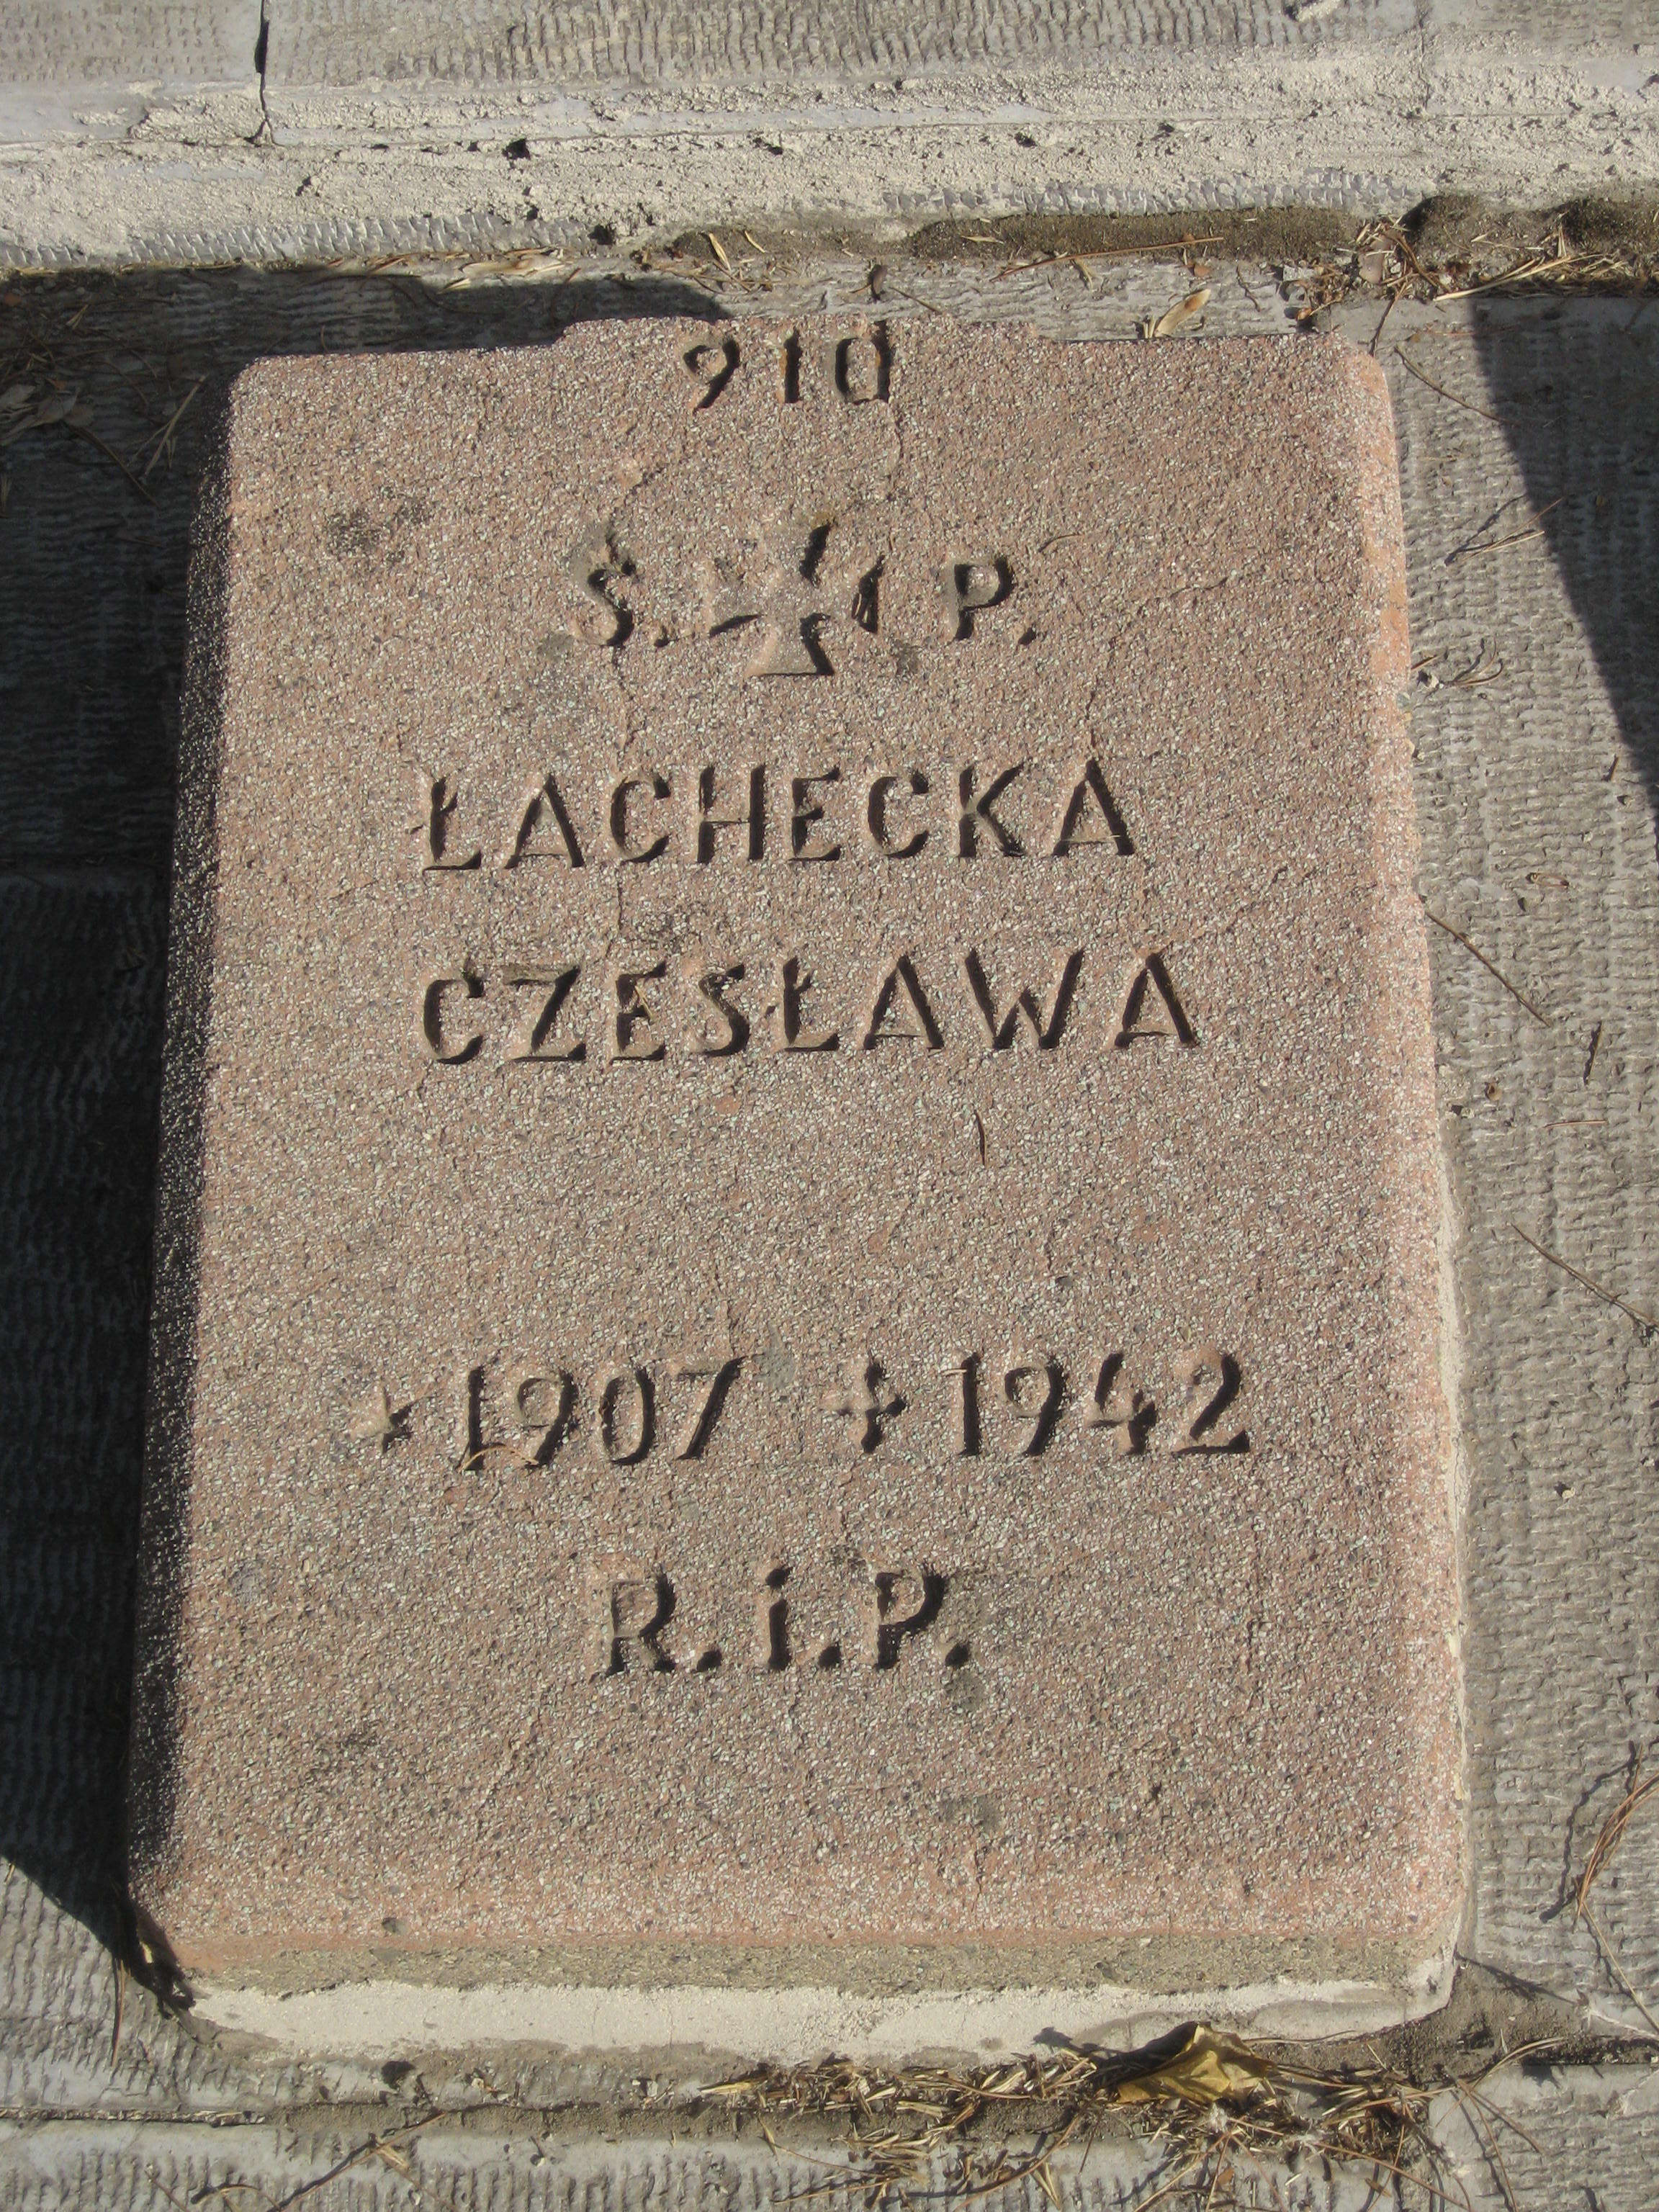 910
Ś. P.
ŁACHECKA
CZESŁAWA
*1907 +1942
R.i.P.